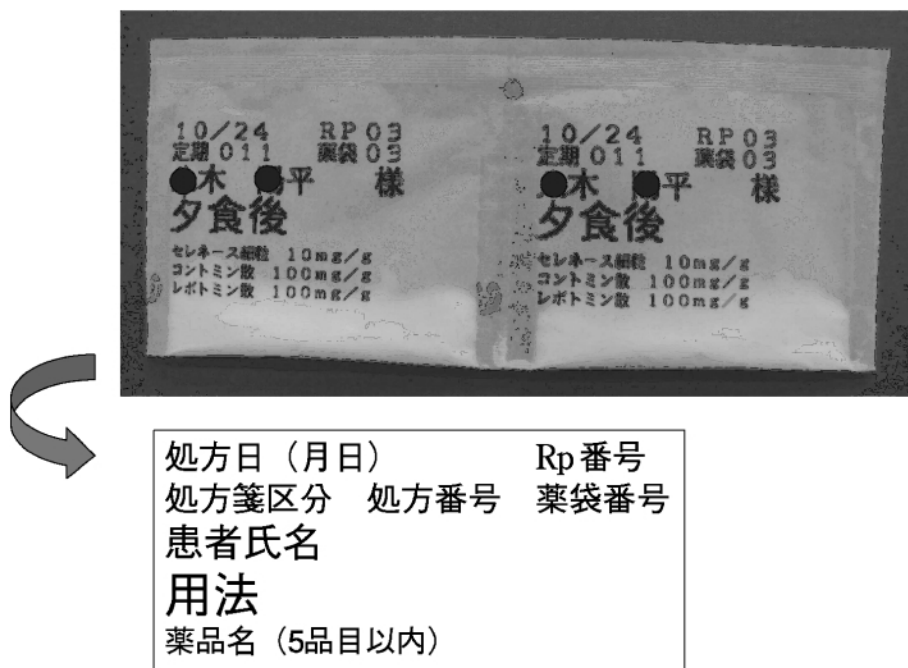 10/24 RP03
定期011 薬袋03
木 平 様
夕食後
セレネース細粒 10mg/g
コントミン散 100mg/g
レボトミン散 100mg/g
10/24 RP03
定期011 薬袋03
木 平 様
夕食後
セレネース細粒 10mg/g
コントミン散 100mg/g
レボトミン散 100mg/g
処方日（月日） Rp番号
処方箋区分 処方番号 薬袋番号
患者氏名
用法
薬品名（5品目以内）